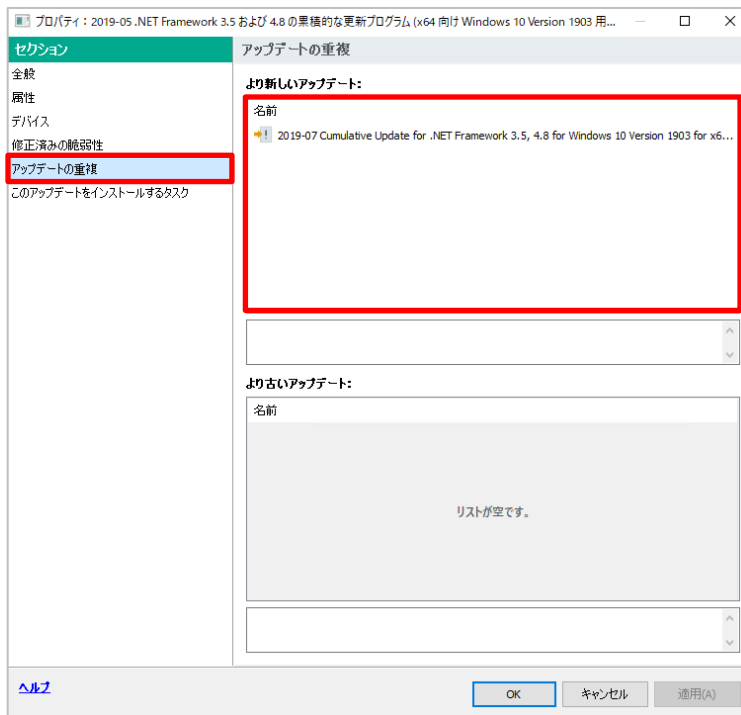 プロパティ：2019-05 .NET Framework 3.5 および 4.8 の累積的な更新プログラム (x64 向け Windows 10 Version 1903 用...
セクション
全般
属性
デバイス
修正済みの脆弱性
アップデートの重複
このアップデートをインストールするタスク
アップデートの重複
より新しいアップデート:
名前
2019-07 Cumulative Update for .NET Framework 3.5, 4.8 for Windows 10 Version 1903 for x6...
より古いアップデート:
名前
リストが空です。
ヘルプ
OK
キャンセル
適用(A)